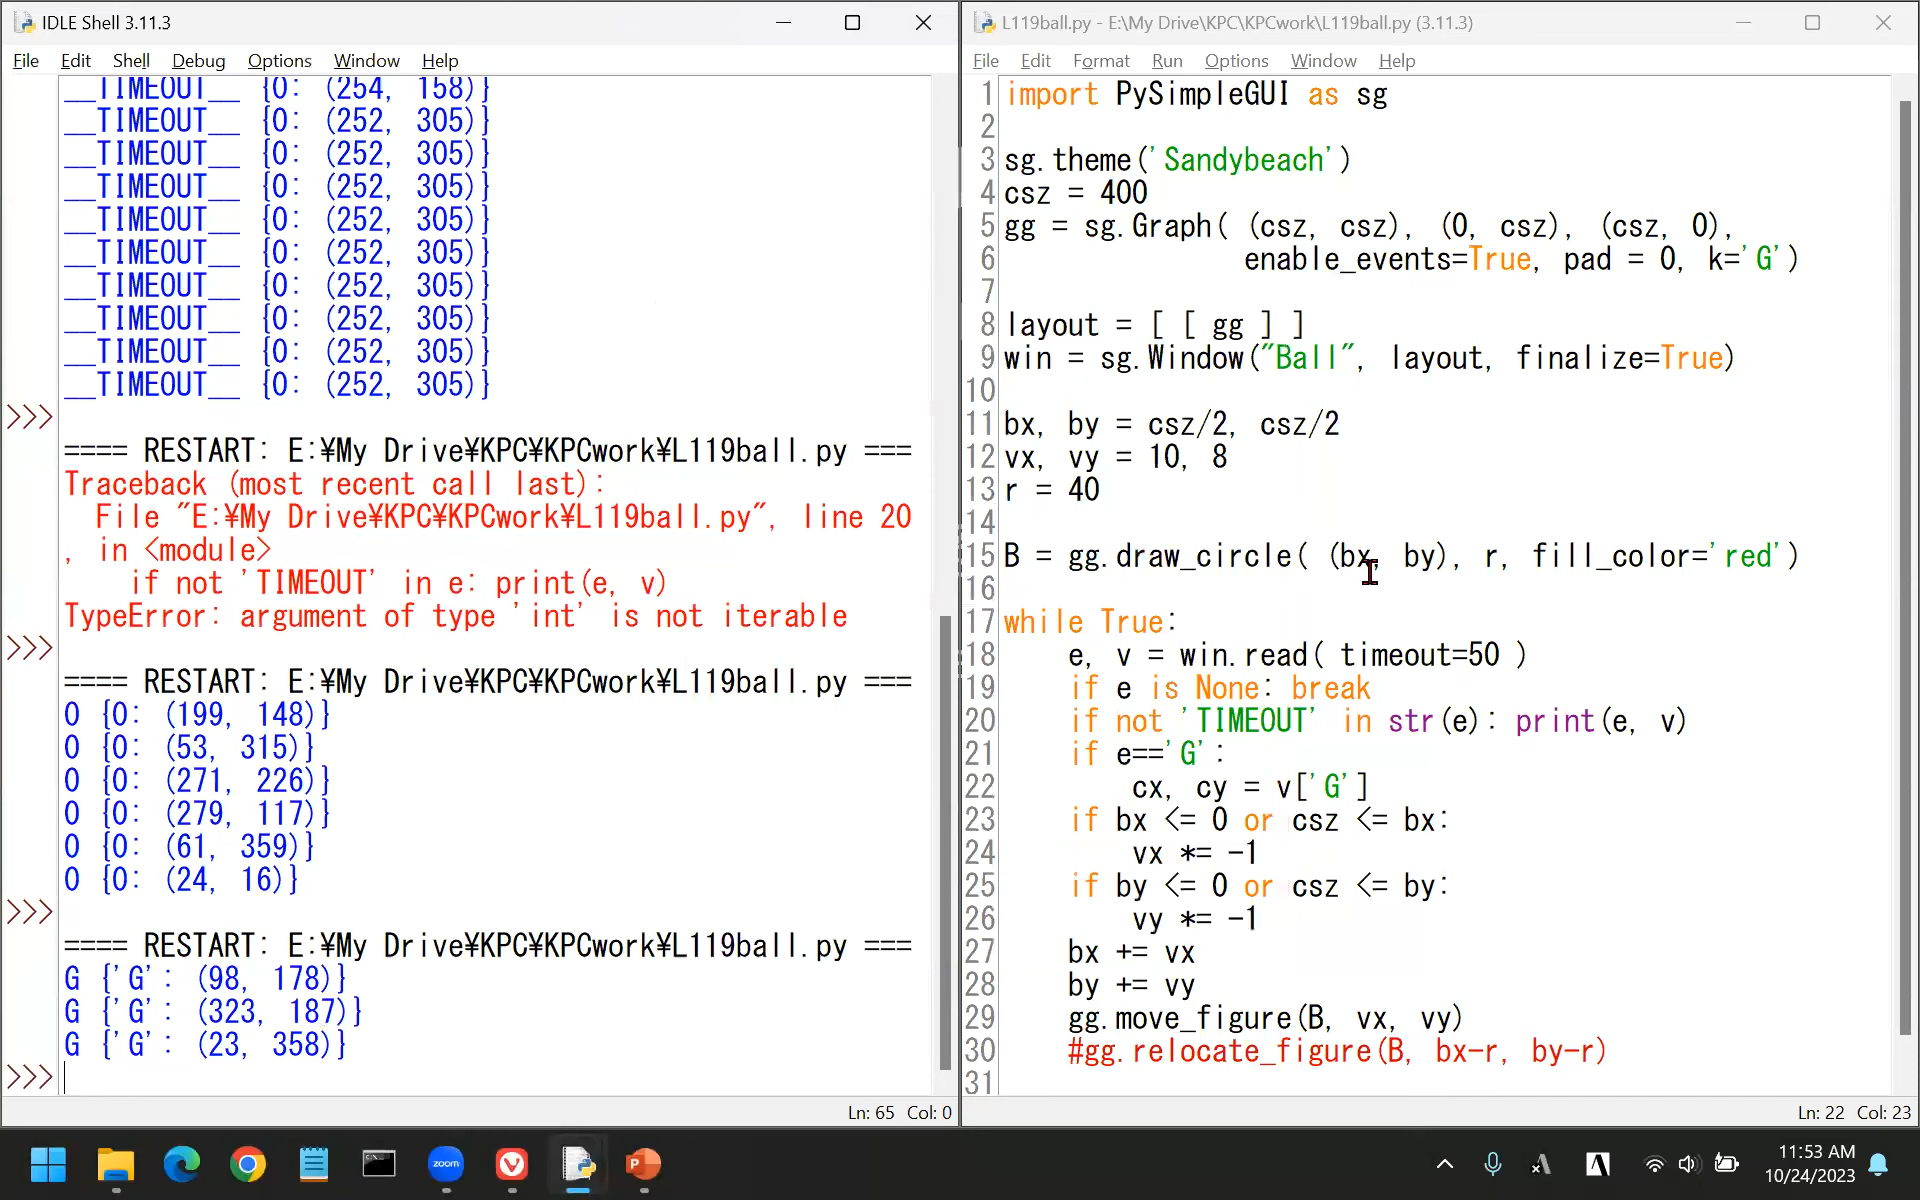 IDLE Shell 3.11.3
File Edit Shell Debug Options Window Help
__TIMEOUT__ {0: (254, 158)}
__TIMEOUT__ {0: (252, 305)}
__TIMEOUT__ {0: (252, 305)}
__TIMEOUT__ {0: (252, 305)}
__TIMEOUT__ {0: (252, 305)}
__TIMEOUT__ {0: (252, 305)}
__TIMEOUT__ {0: (252, 305)}
__TIMEOUT__ {0: (252, 305)}
__TIMEOUT__ {0: (252, 305)}
__TIMEOUT__ {0: (252, 305)}
>>>
==== RESTART: E:¥My Drive¥KPC¥KPCwork¥L119ball.py ===
Traceback (most recent call last):
File "E:¥My Drive¥KPC¥KPCwork¥L119ball.py", line 20
, in <module>
if not 'TIMEOUT' in e: print(e, v)
TypeError: argument of type 'int' is not iterable
>>>
==== RESTART: E:¥My Drive¥KPC¥KPCwork¥L119ball.py ===
0 {0: (199, 148)}
0 {0: (53, 315)}
0 {0: (271, 226)}
0 {0: (279, 117)}
0 {0: (61, 359)}
0 {0: (24, 16)}
>>>
==== RESTART: E:¥My Drive¥KPC¥KPCwork¥L119ball.py ===
G {'G': (98, 178)}
G {'G': (323, 187)}
G {'G': (23, 358)}
>>>
Ln: 65 Col: 0
L119ball.py - E:\My Drive\KPC\KPCwork\L119ball.py (3.11.3)
File Edit Format Run Options Window Help
1 import PySimpleGUI as sg
2
3 sg.theme('Sandybeach')
4 csz = 400
5 gg = sg.Graph( (csz, csz), (0, csz), (csz, 0),
6 enable_events=True, pad = 0, k='G')
7
8 layout = [ [ gg ] ]
9 win = sg.Window("Ball", layout, finalize=True)
10
11 bx, by = csz/2, csz/2
12 vx, vy = 10, 8
13 r = 40
14
15 B = gg.draw_circle( (bx, by), r, fill_color='red')
16
17 while True:
18 e, v = win.read( timeout=50 )
19 if e is None: break
20 if not 'TIMEOUT' in str(e): print(e, v)
21 if e=='G':
22 cx, cy = v['G']
23 if bx <= 0 or csz <= bx:
24 vx *= -1
25 if by <= 0 or csz <= by:
26 vy *= -1
27 bx += vx
28 by += vy
29 gg.move_figure(B, vx, vy)
30 #gg.relocate_figure(B, bx-r, by-r)
31
Ln: 22 Col: 23
zoom
11:53 AM
10/24/2023